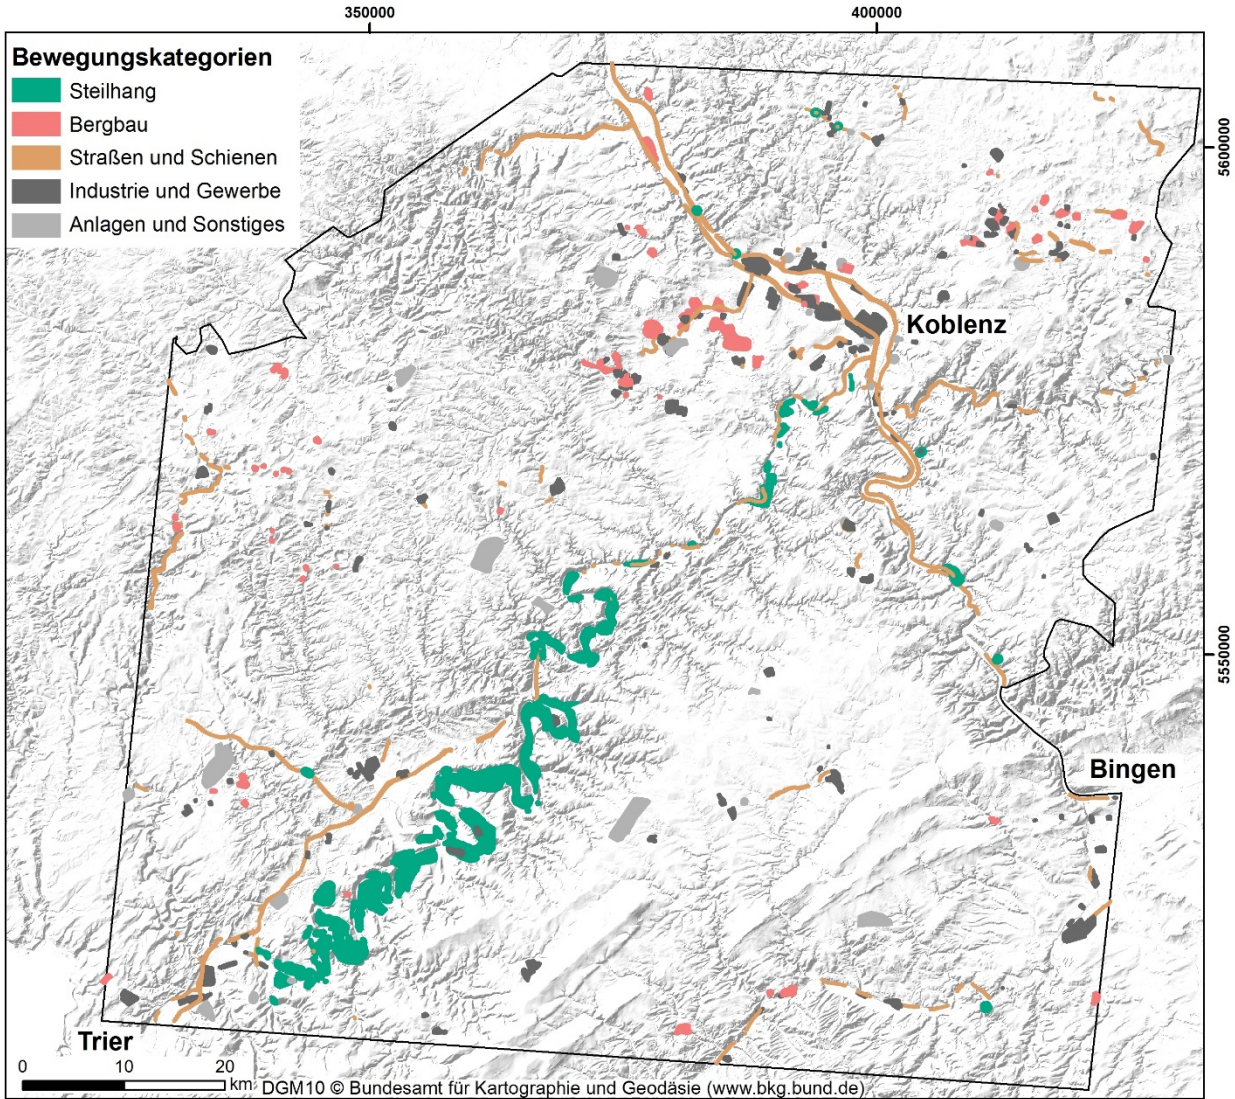 350000
400000
Bewegungskategorien
Steilhang
Bergbau
Straßen und Schienen
Industrie und Gewerbe
Anlagen und Sonstiges
5600000
Koblenz
5550000
Bingen
Trier
0 10 20
km
DGM10 © Bundesamt für Kartographie und Geodäsie (www.bkg.bund.de)